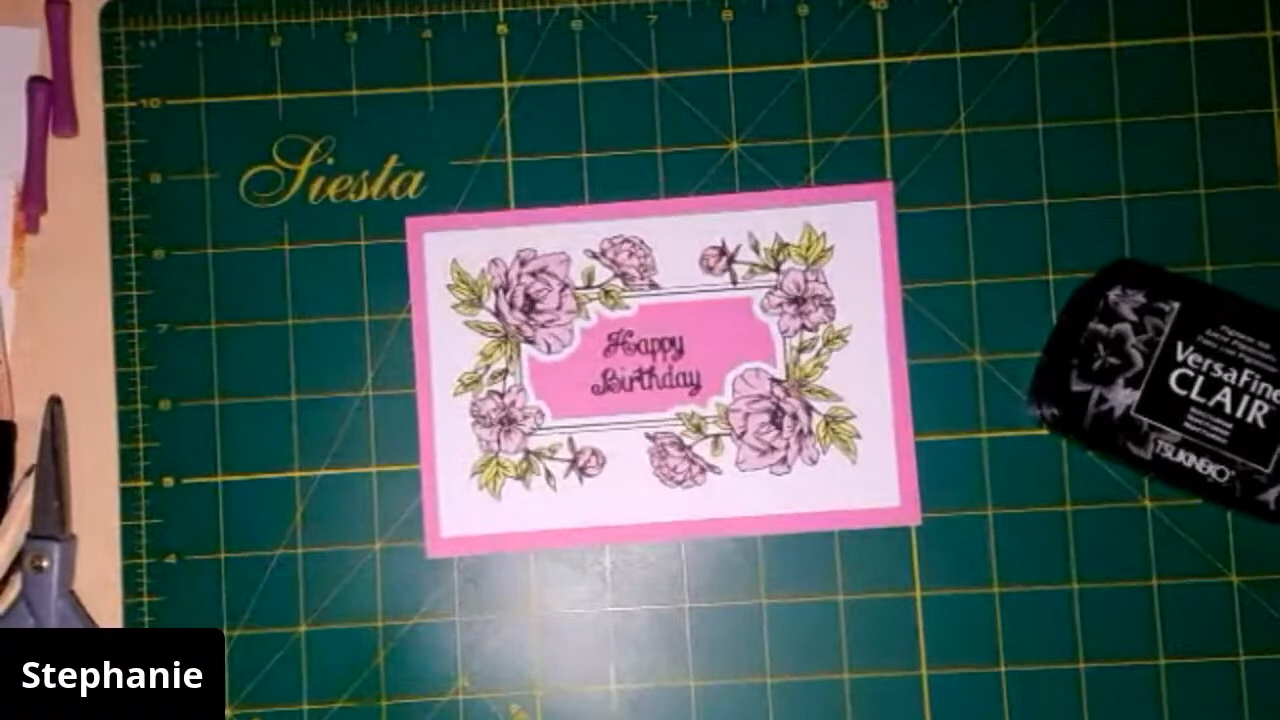 Siesta
Happy
Birthday
VersaFine
CLAIR
TSUKINEKO
Stephanie